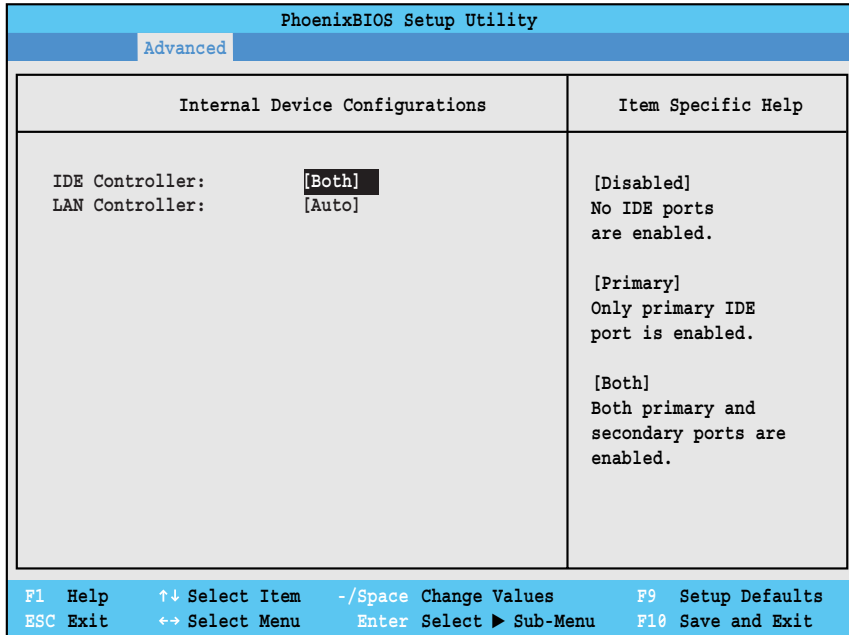 PhoenixBIOS Setup Utility
Advanced
Internal Device Configurations
Item Specific Help
IDE Controller: [Both]
LAN Controller: [Auto]
[Disabled]
No IDE ports
are enabled.
[Primary]
Only primary IDE
port is enabled.
[Both]
Both primary and
secondary ports are
enabled.
F1 Help ↑↓ Select Item -/Space Change Values F9 Setup Defaults
ESC Exit ←→ Select Menu Enter Select ▶ Sub-Menu F10 Save and Exit